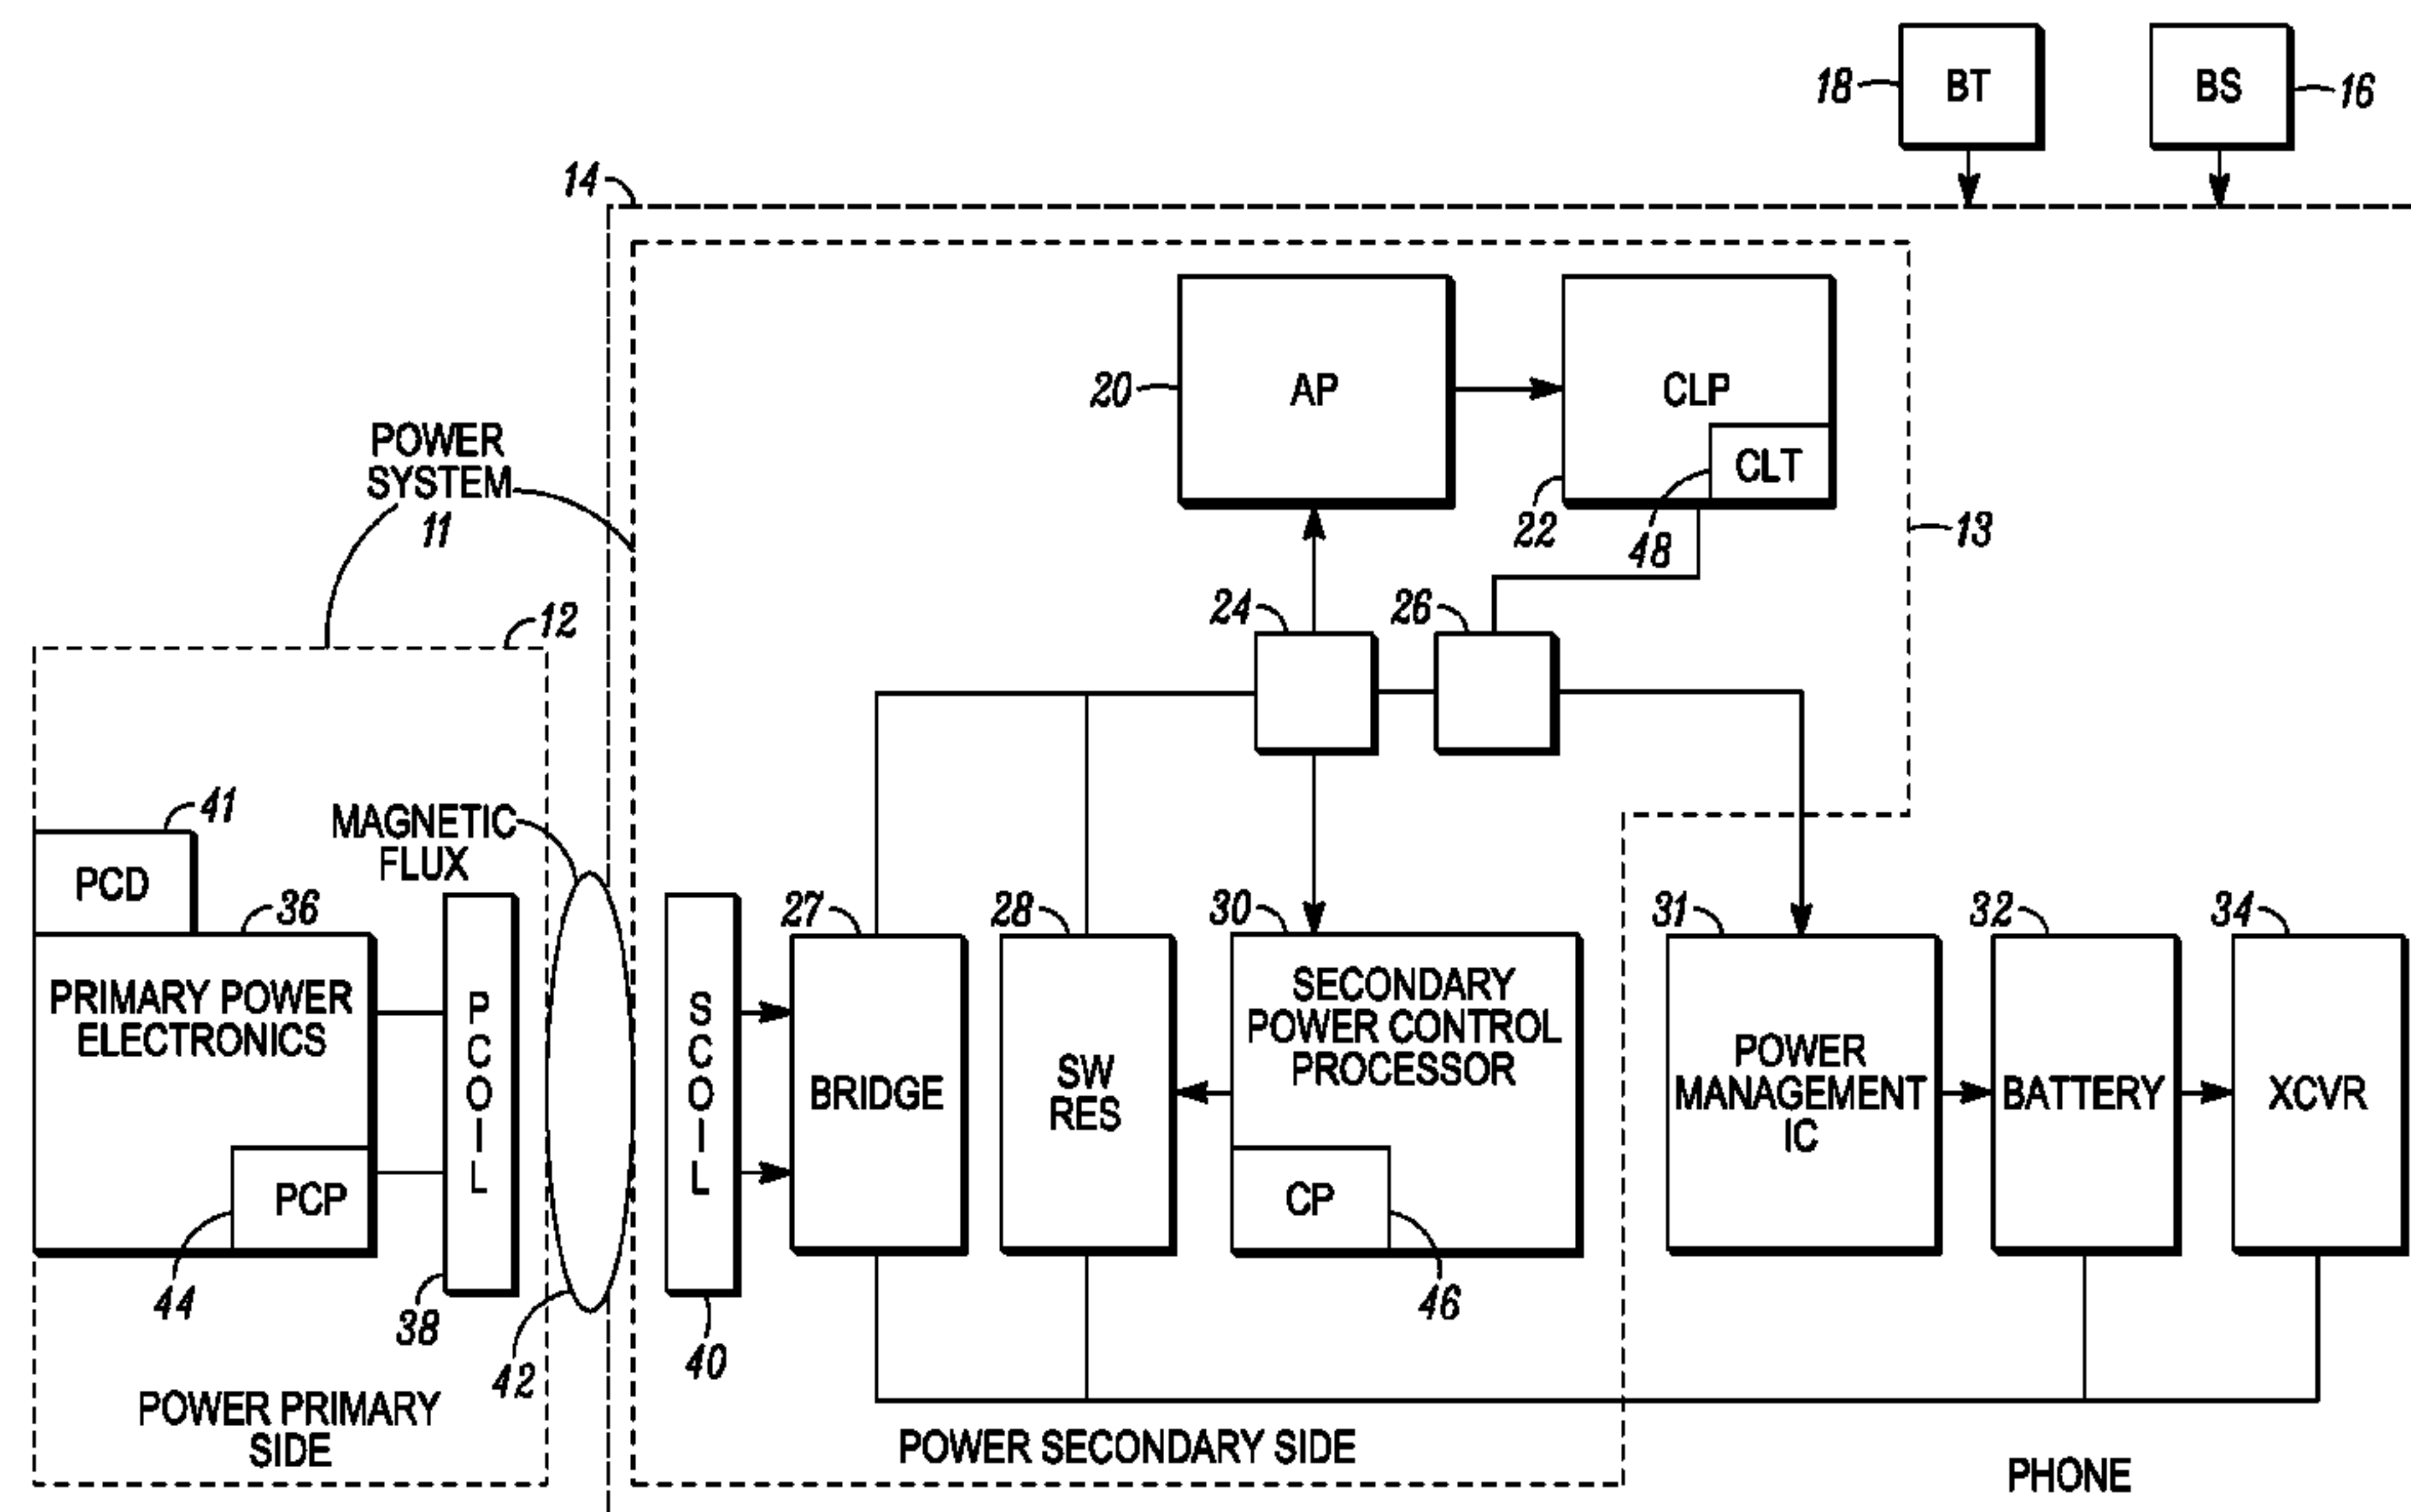 18
BT
BS
16
14
20
AP
CLP
CLT
22
48
13
POWER
SYSTEM
11
12
24
26
41
PCD
MAGNETIC
FLUX
36
PRIMARY POWER
ELECTRONICS
PCP
44
P
C
O
I
L
38
42
S
C
O
I
L
40
27
BRIDGE
28
SW
RES
30
SECONDARY
POWER CONTROL
PROCESSOR
CP
46
31
POWER
MANAGEMENT
IC
32
BATTERY
34
XCVR
POWER PRIMARY
SIDE
POWER SECONDARY SIDE
PHONE